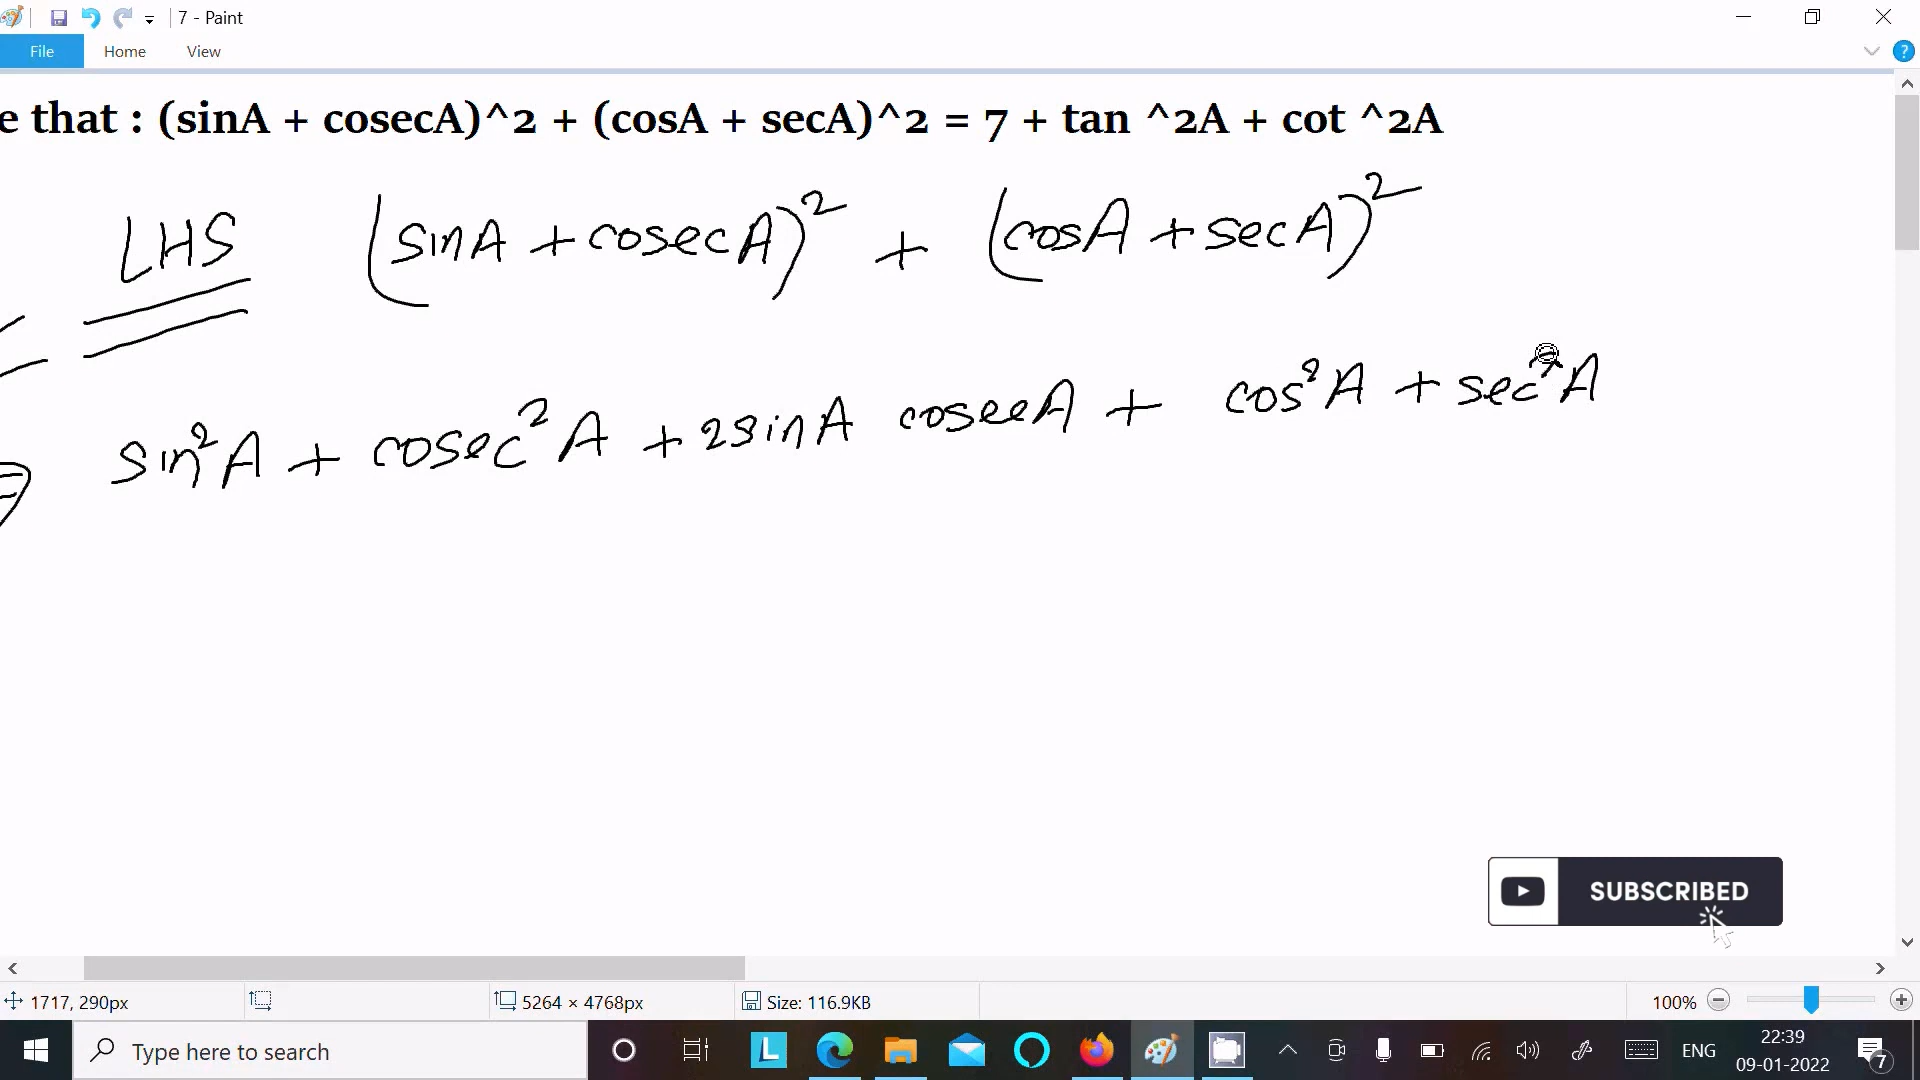 7 - Paint
File Home View
e that : (sinA + cosecA)^2 + (cosA + secA)^2 = 7 + tan ^2A + cot ^2A
LHS (sinA + cosecA)² + (cosA + secA)²
sin²A + cosec²A + 2sinA cosecA + cos²A + sec²A
SUBSCRIBED
1717, 290px 5264 × 4768px Size: 116.9KB 100%
Type here to search L ENG 22:39
09-01-2022 7